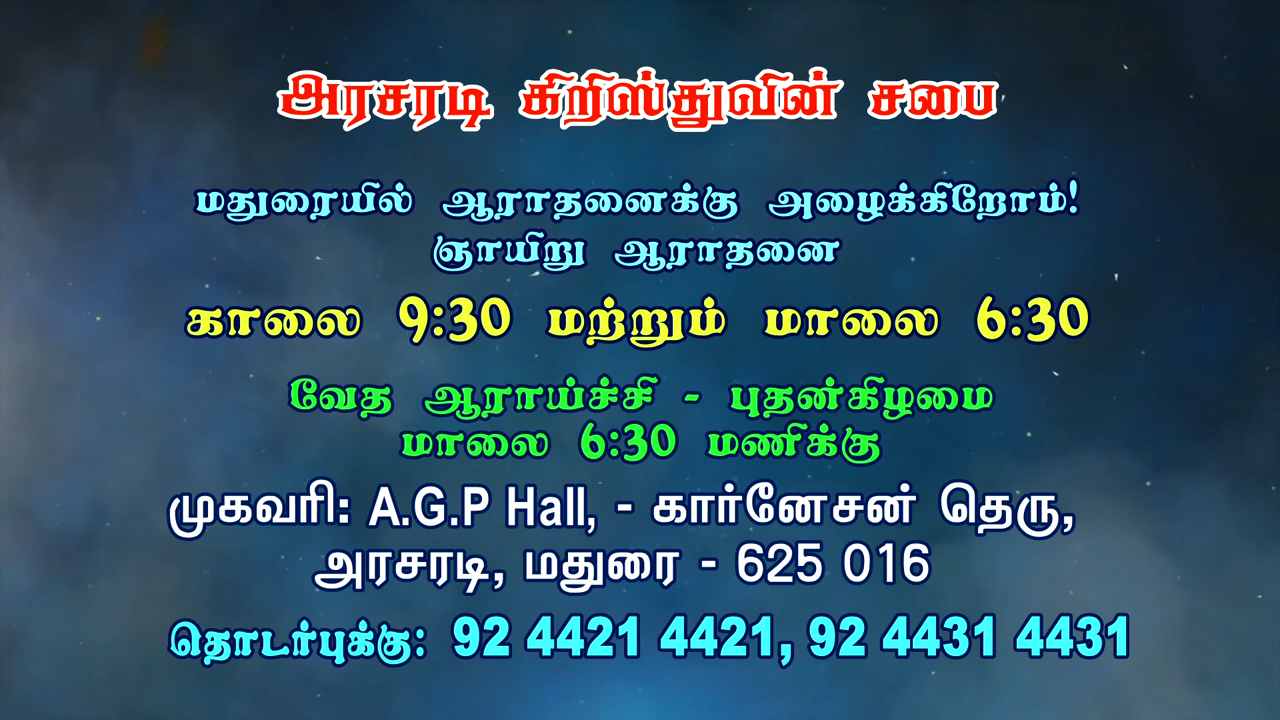 அரசரடி கிறிஸ்துவின் சபை
மதுரையில் ஆராதனைக்கு அழைக்கிறோம்!
ஞாயிறு ஆராதனை
காலை 9:30 மற்றும் மாலை 6:30
வேத ஆராய்ச்சி - புதன்கிழமை
மாலை 6:30 மணிக்கு
முகவரி: A.G.P Hall, - கார்னேசன் தெரு,
அரசரடி, மதுரை - 625 016
தொடர்புக்கு: 92 4421 4421, 92 4431 4431